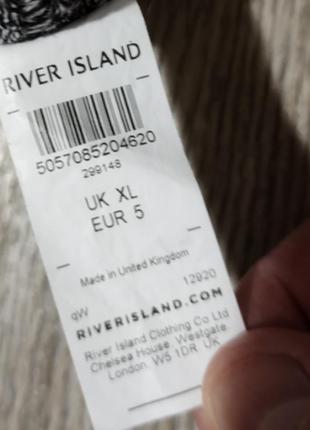 RIVER ISLAND
5057085204620
299148
UK XL
EUR 5
Made in United Kingdom
qW 12920
RIVERISLAND.COM
River Island Clothing Co Ltd
Chelsea House, Westgate
London, W5 1DR UK